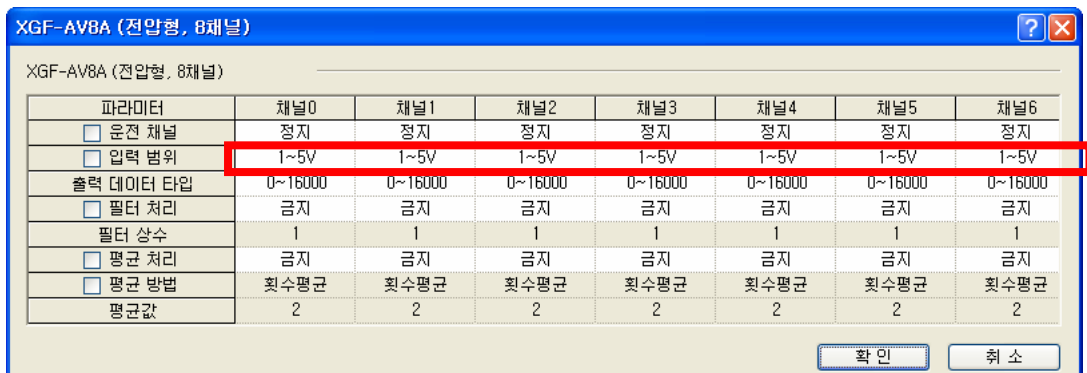 XGF-AV8A (전압형, 8채널)
XGF-AV8A (전압형, 8채널)
파라미터 채널0 채널1 채널2 채널3 채널4 채널5 채널6
운전 채널 정지 정지 정지 정지 정지 정지 정지
입력 범위 1~5V 1~5V 1~5V 1~5V 1~5V 1~5V 1~5V
출력 데이터 타입 0~16000 0~16000 0~16000 0~16000 0~16000 0~16000 0~16000
필터 처리 금지 금지 금지 금지 금지 금지 금지
필터 상수 1 1 1 1 1 1 1
평균 처리 금지 금지 금지 금지 금지 금지 금지
평균 방법 횟수평균 횟수평균 횟수평균 횟수평균 횟수평균 횟수평균 횟수평균
평균값 2 2 2 2 2 2 2
확인 취소